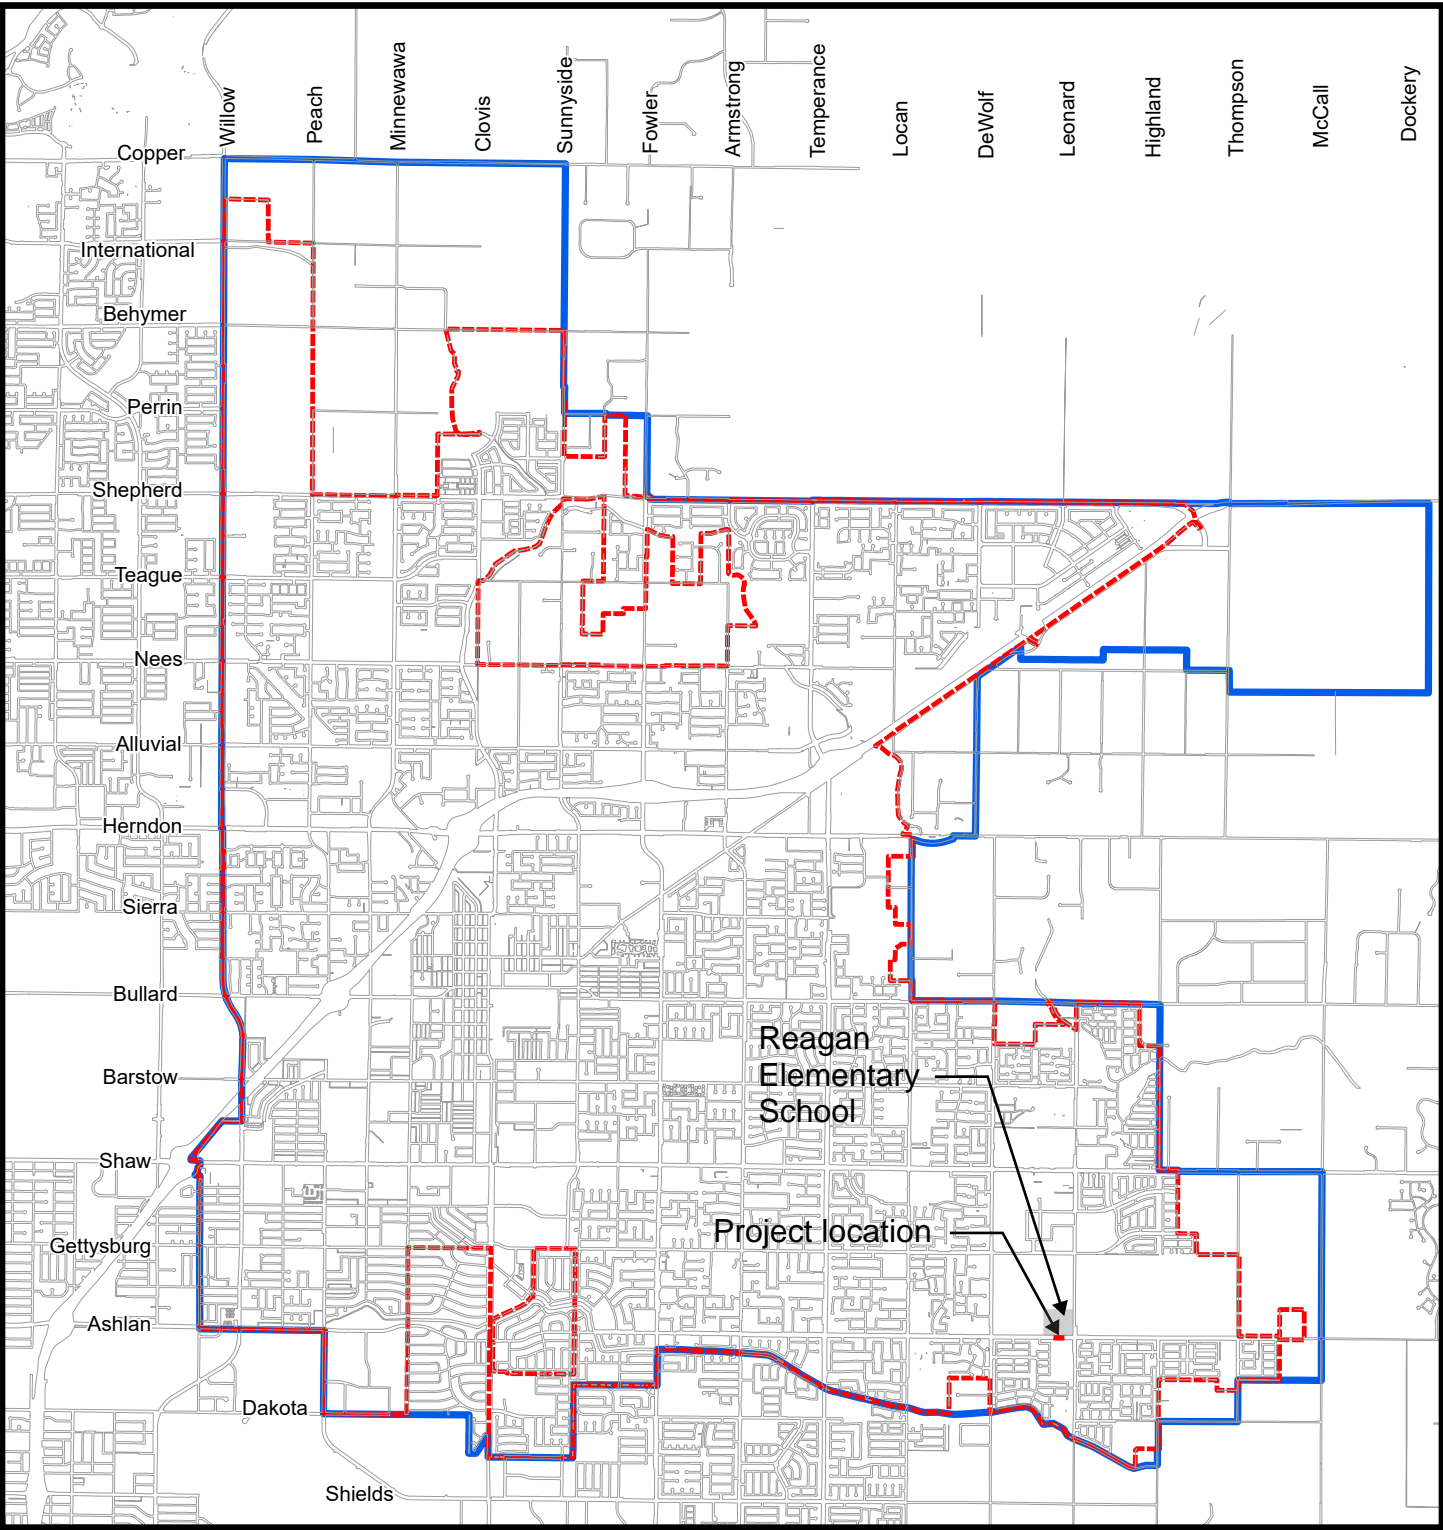 Willow
Peach
Minnewawa
Clovis
Sunnyside
Fowler
Armstrong
Temperance
Locan
DeWolf
Leonard
Highland
Thompson
McCall
Dockery
Copper
International
Behymer
Perrin
Shepherd
Teague
Nees
Alluvial
Herndon
Sierra
Bullard
Barstow
Shaw
Gettysburg
Ashlan
Dakota
Shields
Reagan
Elementary
School
Project location